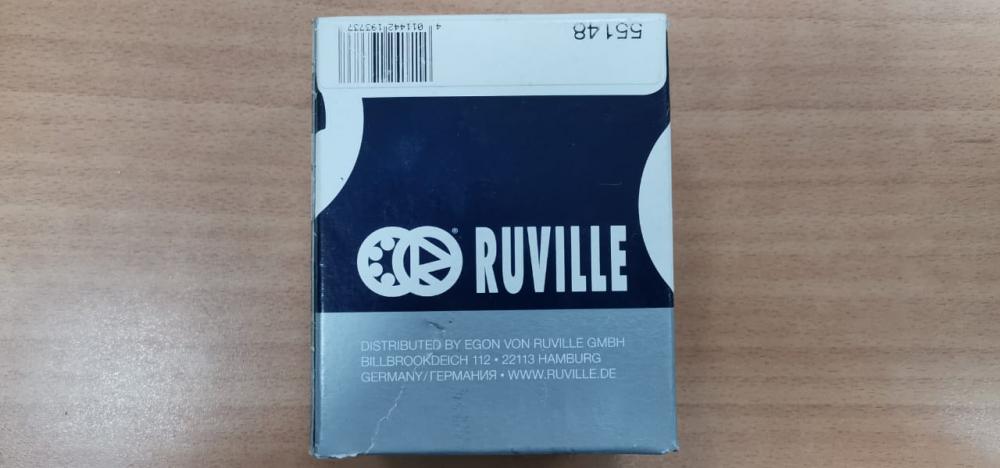 4 011442 193737
55148
® RUVILLE
DISTRIBUTED BY EGON VON RUVILLE GMBH
BILLBROOKDEICH 112 • 22113 HAMBURG
GERMANY/ГЕРМАНИЯ • WWW.RUVILLE.DE